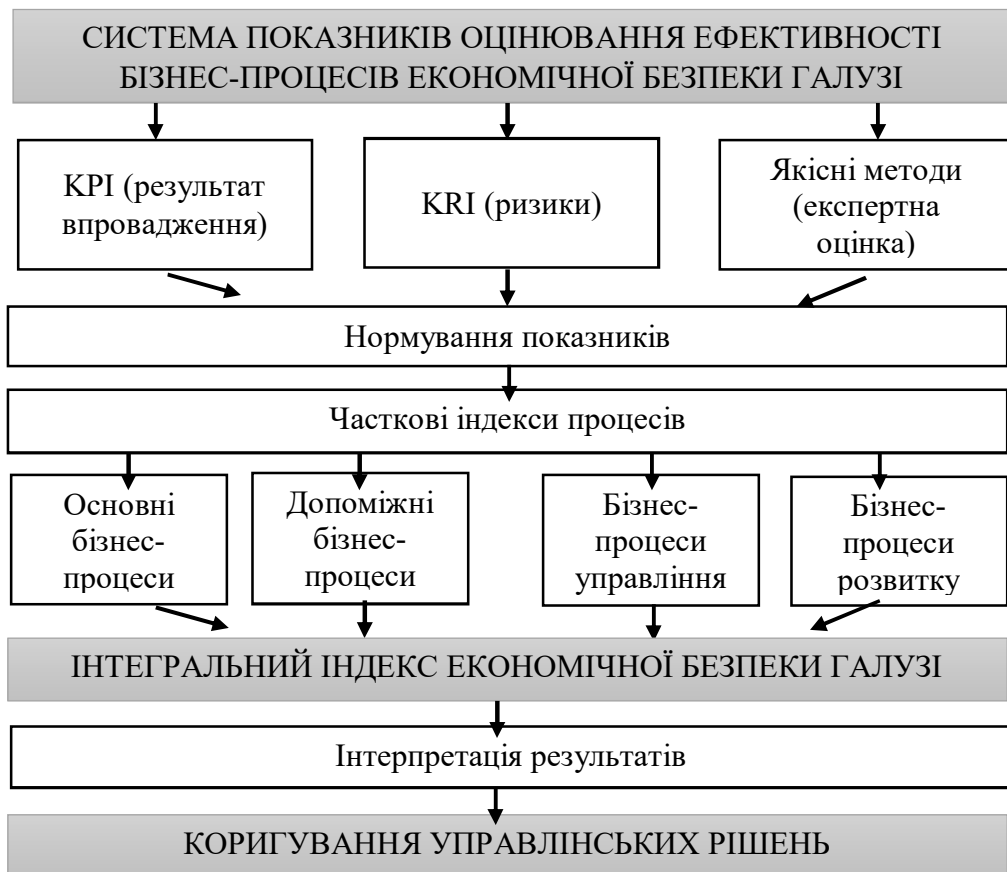 СИСТЕМА ПОКАЗНИКІВ ОЦІНЮВАННЯ ЕФЕКТИВНОСТІ
БІЗНЕС-ПРОЦЕСІВ ЕКОНОМІЧНОЇ БЕЗПЕКИ ГАЛУЗІ
KPI (результат
впровадження)
KRI (ризики)
Якісні методи
(експертна
оцінка)
Нормування показників
Часткові індекси процесів
Основні
бізнес-
процеси
Допоміжні
бізнес-
процеси
Бізнес-
процеси
управління
Бізнес-
процеси
розвитку
ІНТЕГРАЛЬНИЙ ІНДЕКС ЕКОНОМІЧНОЇ БЕЗПЕКИ ГАЛУЗІ
Інтерпретація результатів
КОРИГУВАННЯ УПРАВЛІНСЬКИХ РІШЕНЬ